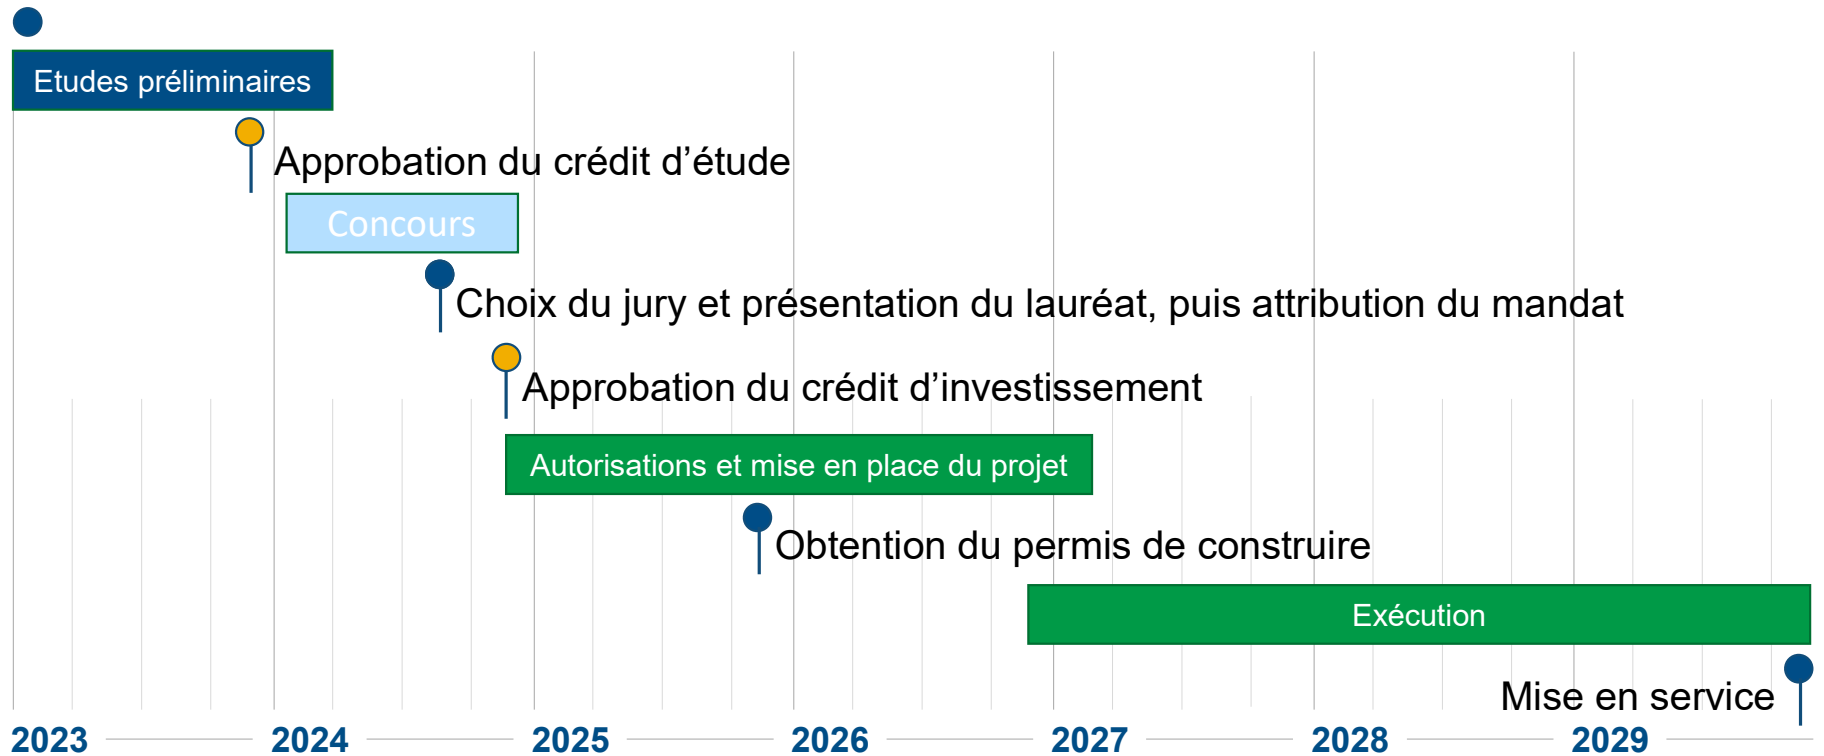 Etudes préliminaires
Approbation du crédit d’étude
Concours
Choix du jury et présentation du lauréat, puis attribution du mandat
Approbation du crédit d’investissement
Autorisations et mise en place du projet
Obtention du permis de construire
Exécution
Mise en service
2023 2024 2025 2026 2027 2028 2029